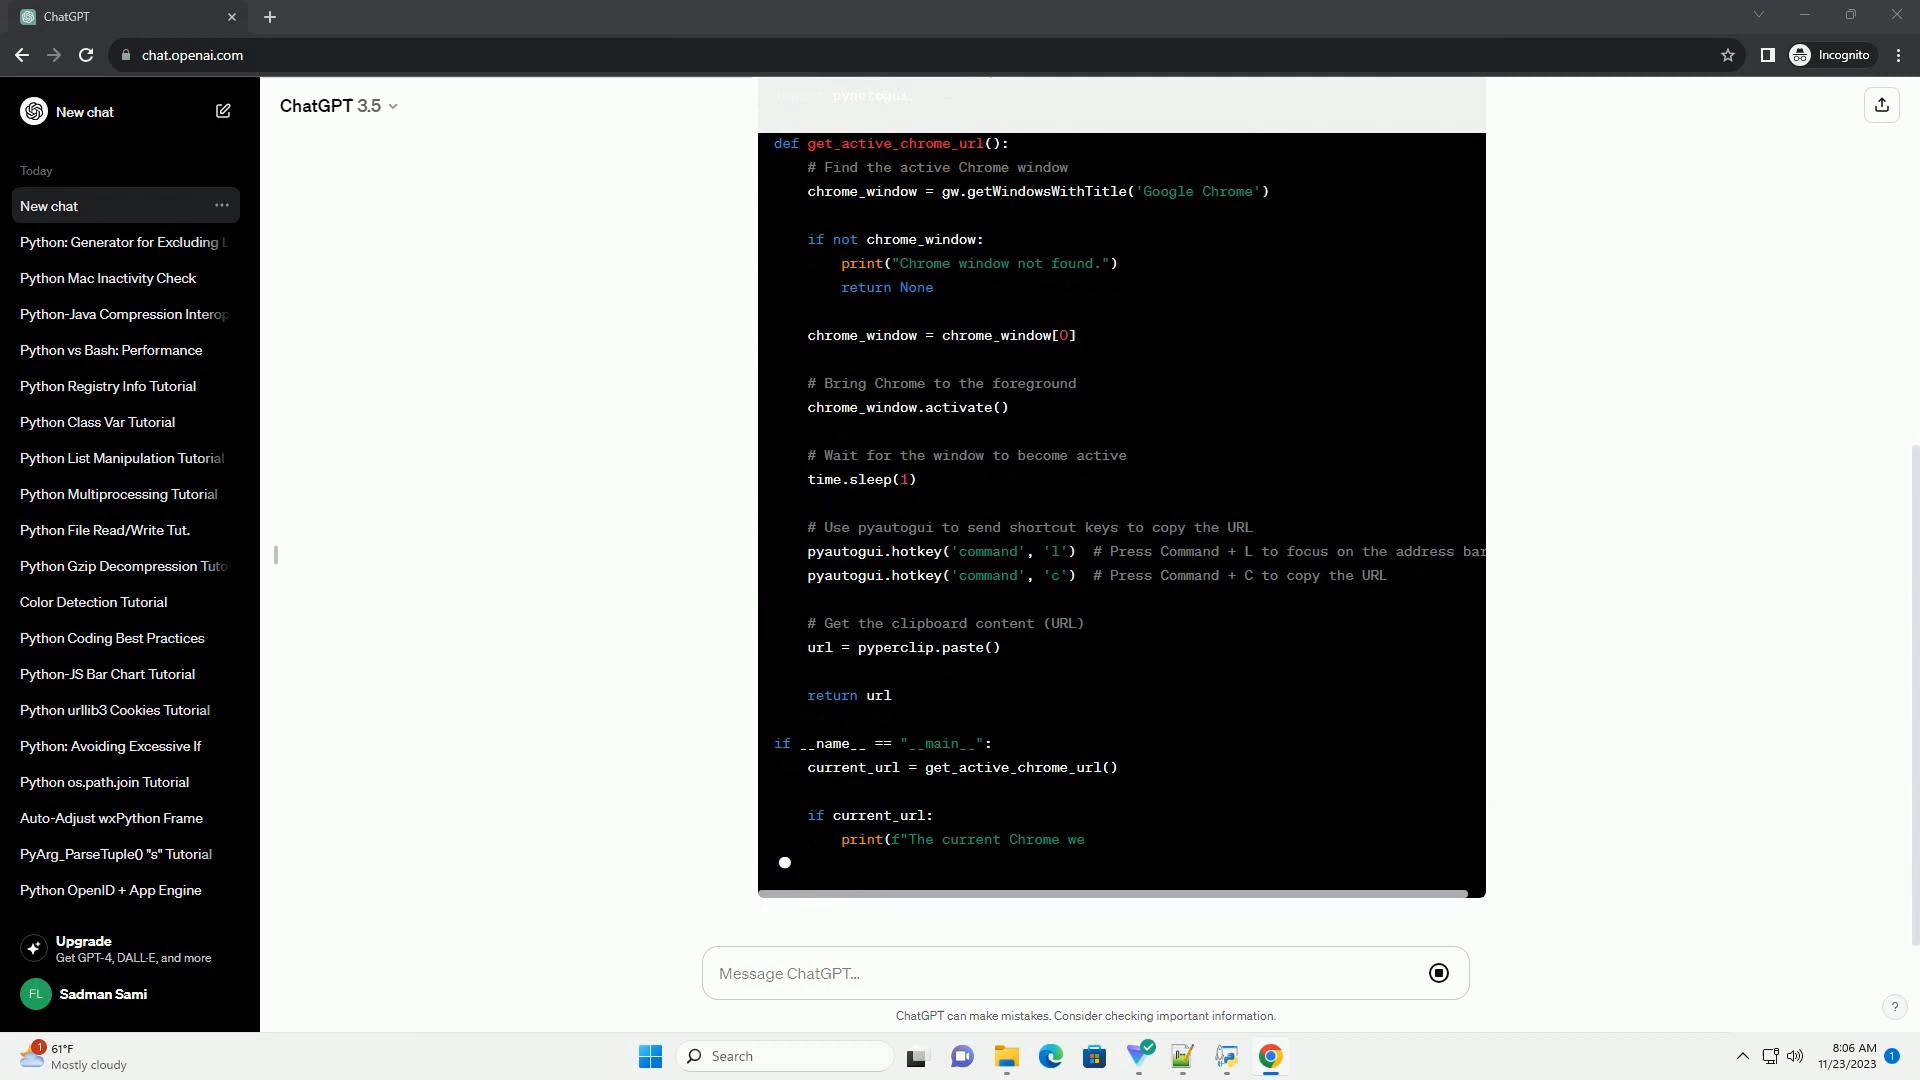 ChatGPT
chat.openai.com
Incognito
New chat
Today
New chat
Python: Generator for Excluding L
Python Mac Inactivity Check
Python-Java Compression Interop
Python vs Bash: Performance
Python Registry Info Tutorial
Python Class Var Tutorial
Python List Manipulation Tutorial
Python Multiprocessing Tutorial
Python File Read/Write Tut.
Python Gzip Decompression Tuto
Color Detection Tutorial
Python Coding Best Practices
Python-JS Bar Chart Tutorial
Python urllib3 Cookies Tutorial
Python: Avoiding Excessive If
Python os.path.join Tutorial
Auto-Adjust wxPython Frame
PyArg_ParseTuple() "s" Tutorial
Python OpenID + App Engine
Upgrade
Get GPT-4, DALL·E, and more
FL
Sadman Sami
ChatGPT 3.5
import pyautogui
def get_active_chrome_url():
# Find the active Chrome window
chrome_window = gw.getWindowsWithTitle('Google Chrome')
if not chrome_window:
print("Chrome window not found.")
return None
chrome_window = chrome_window[0]
# Bring Chrome to the foreground
chrome_window.activate()
# Wait for the window to become active
time.sleep(1)
# Use pyautogui to send shortcut keys to copy the URL
pyautogui.hotkey('command', 'l')  # Press Command + L to focus on the address bar
pyautogui.hotkey('command', 'c')  # Press Command + C to copy the URL
# Get the clipboard content (URL)
url = pyperclip.paste()
return url
if __name__ == "__main__":
current_url = get_active_chrome_url()
if current_url:
print(f"The current Chrome we
Message ChatGPT...
ChatGPT can make mistakes. Consider checking important information.
?
1
61°F
Mostly cloudy
Search
8:06 AM
11/23/2023
1